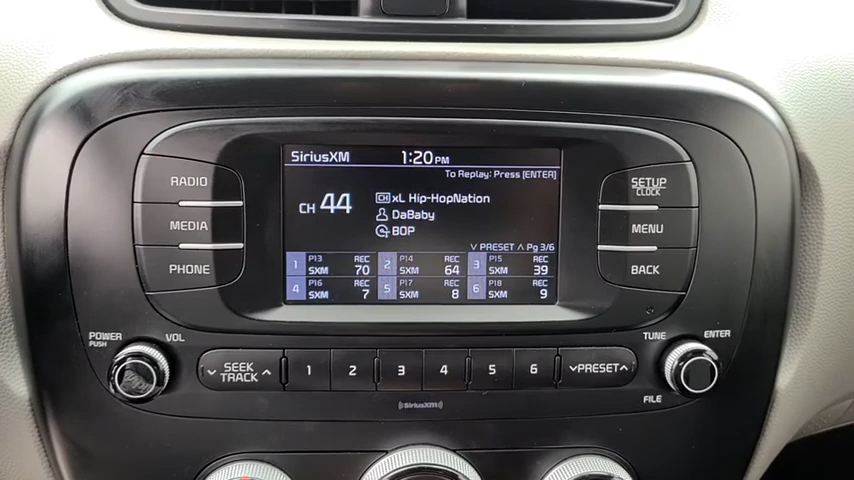 SiriusXM 1:20 PM
To Replay: Press [ENTER]
CH 44
CH xL Hip-HopNation
DaBaby
BOP
PRESET Pg 3/6
1 P13 REC SXM 70
2 P14 REC SXM 64
3 P15 REC SXM 39
4 P16 REC SXM 7
5 P17 REC SXM 8
6 P18 REC SXM 9
RADIO
MEDIA
PHONE
SETUP
CLOCK
MENU
BACK
POWER
PUSH
VOL
SEEK
TRACK
1 2 3 4 5 6
PRESET
TUNE
ENTER
FILE
SiriusXM